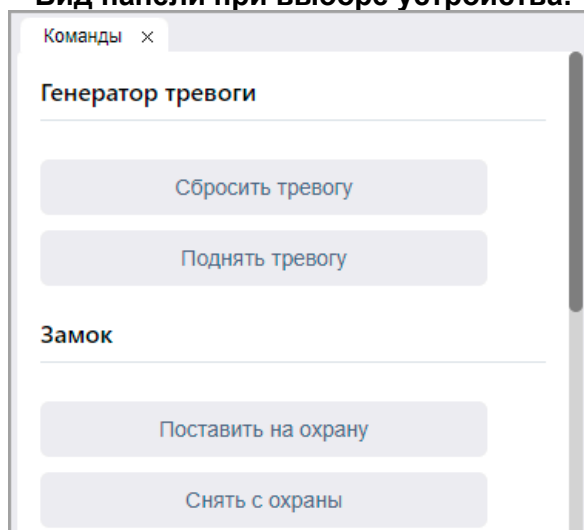 Вид панели при выборе устройства:
Команды ×
Генератор тревоги
Сбросить тревогу
Поднять тревогу
Замок
Поставить на охрану
Снять с охраны